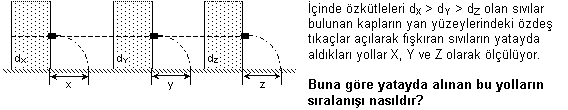 İçinde özkütleleri dX > dY > dZ olan sıvılar
bulunan kapların yan yüzeylerindeki özdeş
tıkaçlar açılarak fışkıran sıvıların yatayda
aldıkları yollar X, Y ve Z olarak ölçülüyor.
Buna göre yatayda alınan bu yolların
sıralanışı nasıldır?
dX
dY
dZ
x
y
z